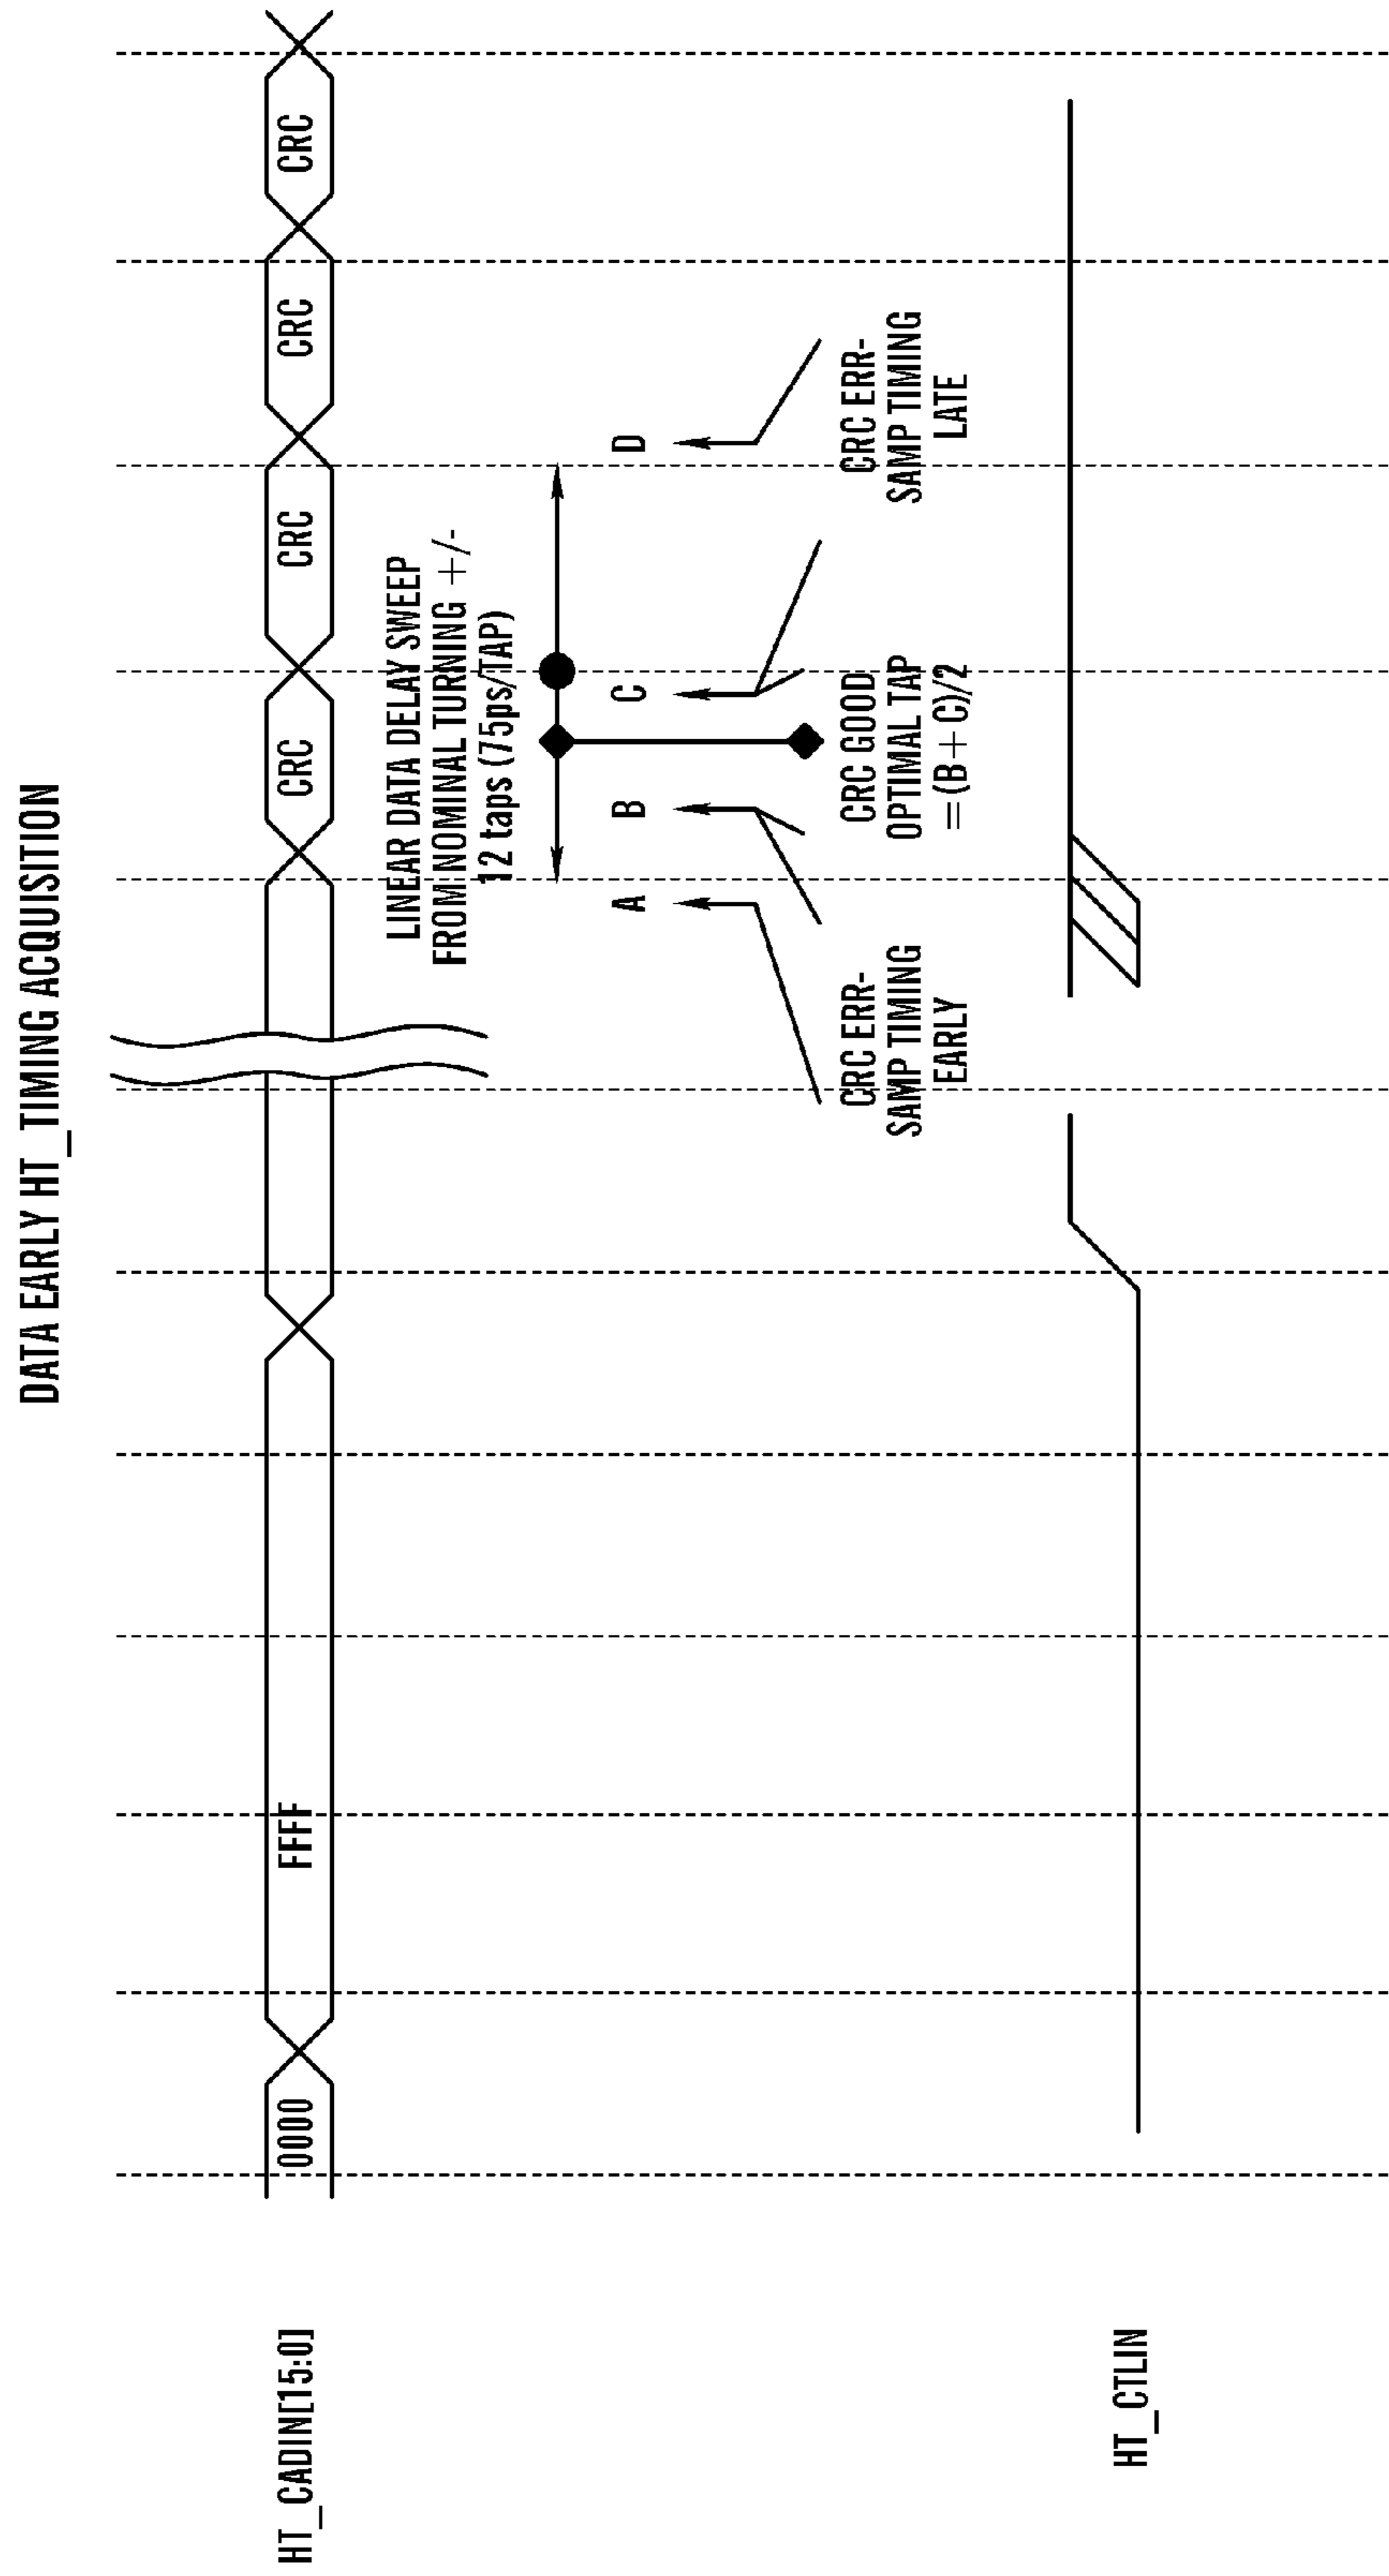 DATA EARLY HT_TIMING ACQUISITION
HT_CADIN[15:0]
0000
FFFF
CRC
CRC
CRC
CRC
LINEAR DATA DELAY SWEEP
FROM NOMINAL TURNING +/-
12 taps (75ps/TAP)
A
B
C
D
CRC ERR-
SAMP TIMING
EARLY
CRC GOOD
OPTIMAL TAP
=(B+C)/2
CRC ERR-
SAMP TIMING
LATE
HT_CTLIN